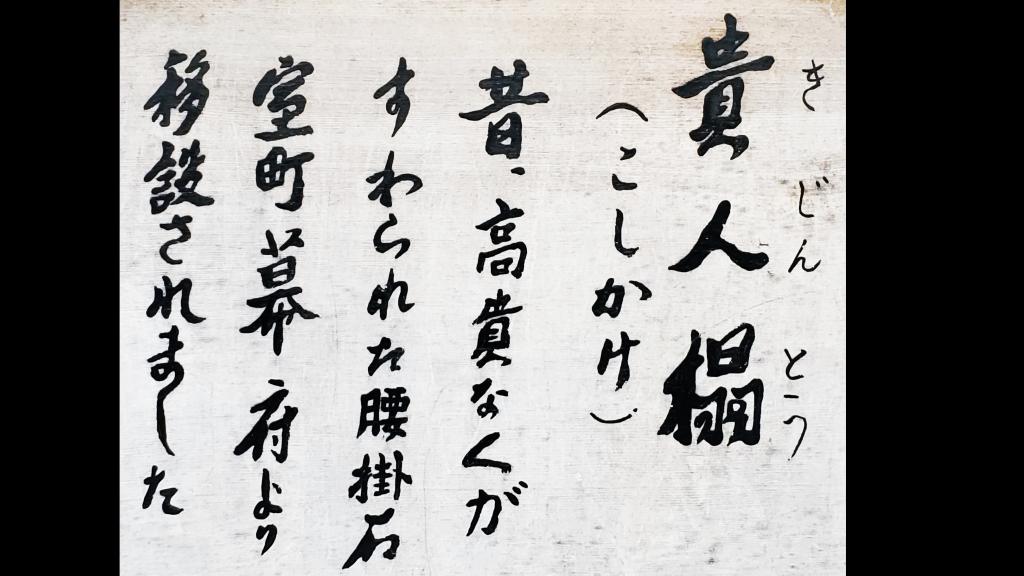 きじんとう
貴人榻
（こしかけ）
昔、高貴な人が
すわられた腰掛石
室町幕府より
移設されました